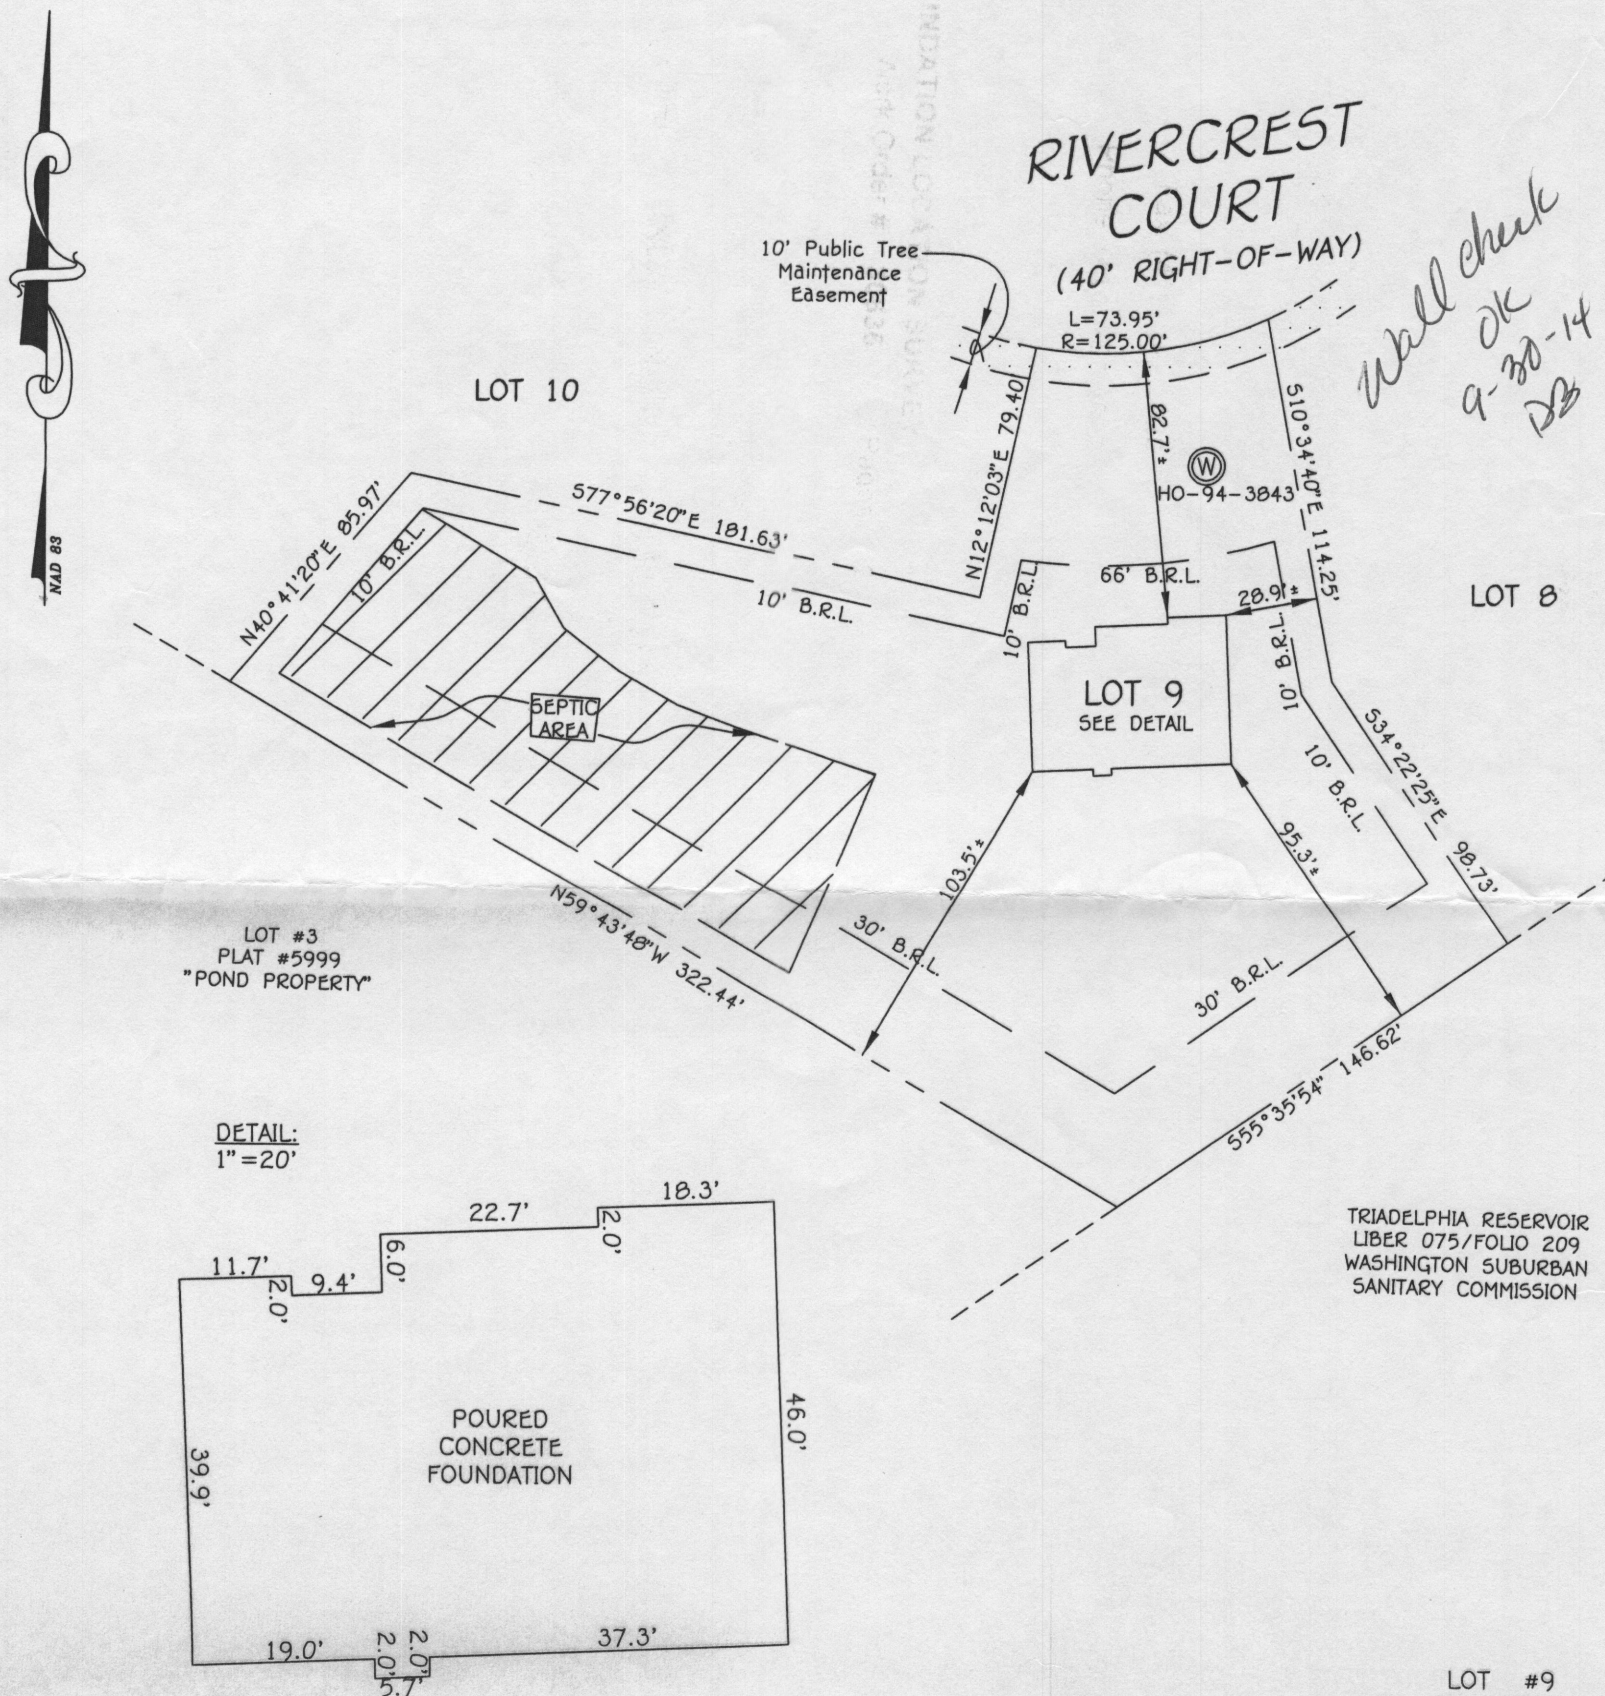 RIVERCREST
COURT
(40' RIGHT-OF-WAY)
Wall check
OK
9-30-14
DB
10' Public Tree
Maintenance
Easement
L=73.95'
R=125.00'
LOT 10
NAD 83
N40°41'20"E 85.97'
10' B.R.L.
S77°56'20"E 181.63'
10' B.R.L.
N12°12'03"E 79.40'
10' B.R.L.
82.7'±
W
HO-94-3843
S10°34'40"E 114.25'
66' B.R.L.
28.9'±
10' B.R.L.
LOT 8
SEPTIC
AREA
LOT 9
SEE DETAIL
S34°22'25"E 98.73'
10' B.R.L.
103.5'±
95.3'±
N59°43'48"W 322.44'
30' B.R.L.
30' B.R.L.
S55°35'54" 146.62'
LOT #3
PLAT #5999
"POND PROPERTY"
TRIADELPHIA RESERVOIR
LIBER 075/FOLIO 209
WASHINGTON SUBURBAN
SANITARY COMMISSION
DETAIL:
1"=20'
11.7'
2.0'
9.4'
6.0'
22.7'
2.0'
18.3'
39.9'
46.0'
POURED
CONCRETE
FOUNDATION
19.0'
2.0'
2.0'
5.7'
37.3'
LOT #9